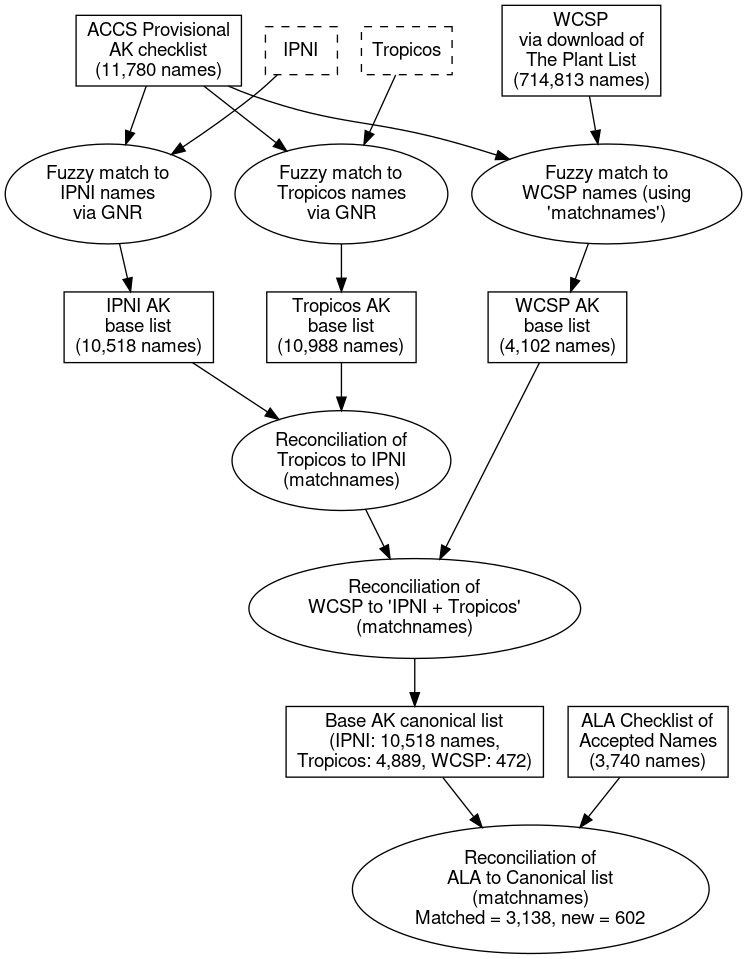 ACCS Provisional
AK checklist
(11,780 names)
IPNI
Tropicos
WCSP
via download of
The Plant List
(714,813 names)
Fuzzy match to
IPNI names
via GNR
Fuzzy match to
Tropicos names
via GNR
Fuzzy match to
WCSP names (using
'matchnames')
IPNI AK
base list
(10,518 names)
Tropicos AK
base list
(10,988 names)
WCSP AK
base list
(4,102 names)
Reconciliation of
Tropicos to IPNI
(matchnames)
Reconciliation of
WCSP to 'IPNI + Tropicos'
(matchnames)
Base AK canonical list
(IPNI: 10,518 names,
Tropicos: 4,889, WCSP: 472)
ALA Checklist of
Accepted Names
(3,740 names)
Reconciliation of
ALA to Canonical list
(matchnames)
Matched = 3,138, new = 602